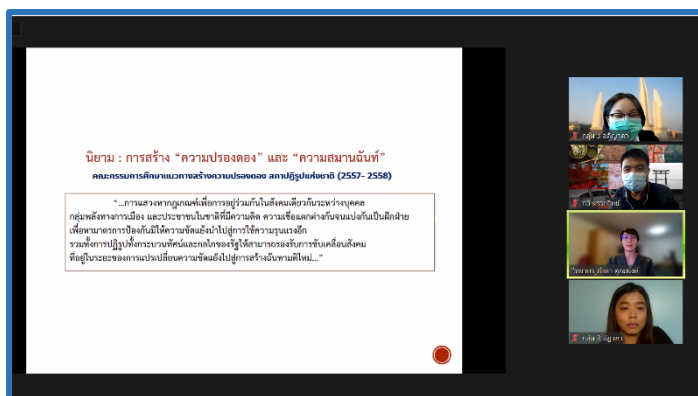 นิยาม : การสร้าง “ความปรองดอง” และ “ความสมานฉันท์”
คณะกรรมการศึกษาแนวทางสร้างความปรองดอง สภาปฏิรูปแห่งชาติ (2557- 2558)
“...การแสวงหากฎเกณฑ์เพื่อการอยู่ร่วมกันในสังคมเดียวกันระหว่างบุคคล
กลุ่มพลังทางการเมือง และประชาชนในชาติที่มีความคิด ความเชื่อแตกต่างกันจนแบ่งกันเป็นฝักฝ่าย
เพื่อหามาตรการป้องกันมิให้ความขัดแย้งนำไปสู่การใช้ความรุนแรงอีก
รวมทั้งการปฏิรูปทั้งกระบวนทัศน์และกลไกของรัฐให้สามารถรองรับการขับเคลื่อนสังคม
ที่อยู่ในระยะของการแปรเปลี่ยนความขัดแย้งไปสู่การสร้างฉันทามติใหม่...”
กลุ่ม 3
กลุ่ม